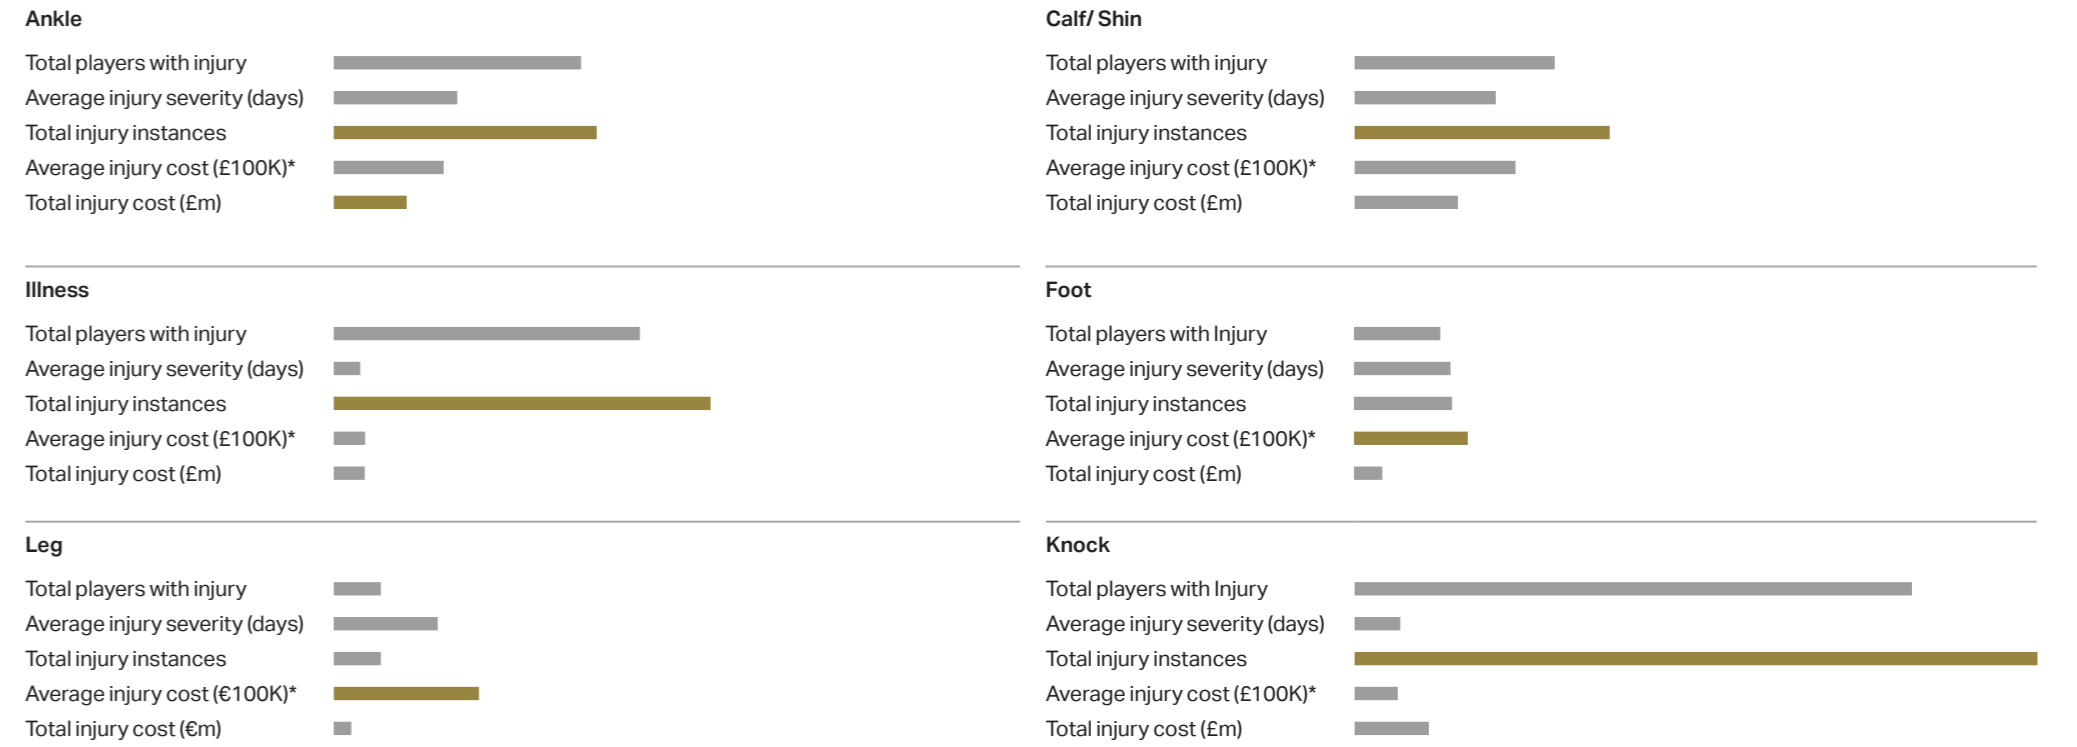 Ankle
Total players with injury
Average injury severity (days)
Total injury instances
Average injury cost (£100K)*
Total injury cost (£m)
Calf/ Shin
Total players with injury
Average injury severity (days)
Total injury instances
Average injury cost (£100K)*
Total injury cost (£m)
Illness
Total players with injury
Average injury severity (days)
Total injury instances
Average injury cost (£100K)*
Total injury cost (£m)
Foot
Total players with Injury
Average injury severity (days)
Total injury instances
Average injury cost (£100K)*
Total injury cost (£m)
Leg
Total players with injury
Average injury severity (days)
Total injury instances
Average injury cost (€100K)*
Total injury cost (€m)
Knock
Total players with Injury
Average injury severity (days)
Total injury instances
Average injury cost (£100K)*
Total injury cost (£m)